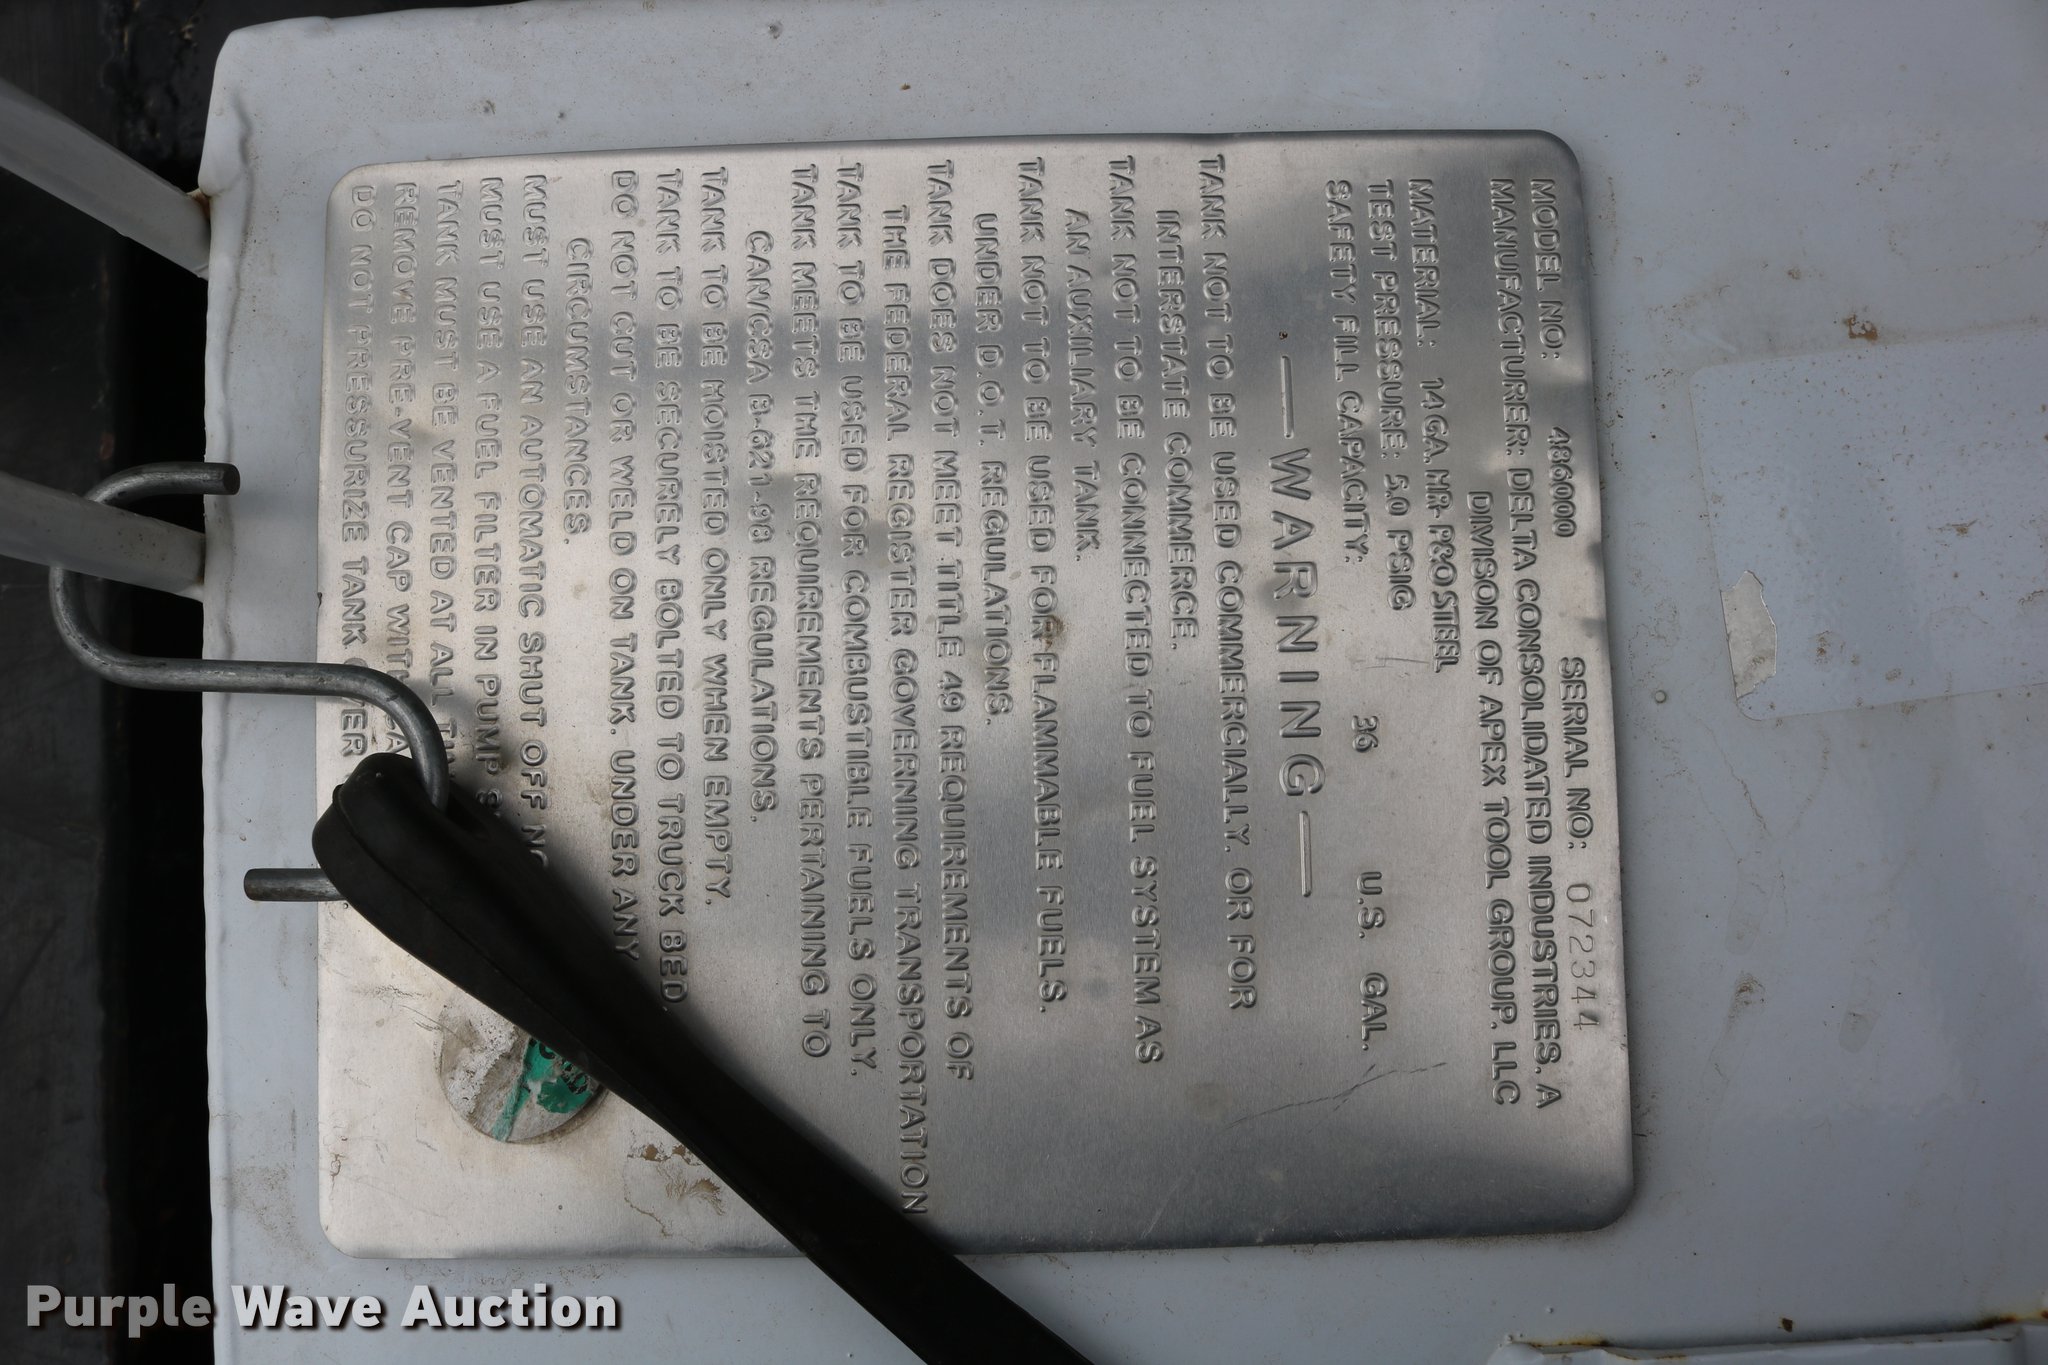 MODEL NO: 486000 SERIAL NO: 072344
MANUFACTURER: DELTA CONSOLIDATED INDUSTRIES, A
DIVISON OF APEX TOOL GROUP, LLC
MATERIAL: 14 GA. HR-P&O STEEL
TEST PRESSURE: 5.0 PSIG
SAFETY FILL CAPACITY: 36 U.S. GAL.
—WARNING—
TANK NOT TO BE USED COMMERCIALLY, OR FOR
INTERSTATE COMMERCE.
TANK NOT TO BE CONNECTED TO FUEL SYSTEM AS
AN AUXILIARY TANK.
TANK NOT TO BE USED FOR FLAMMABLE FUELS.
UNDER D.O.T. REGULATIONS.
TANK DOES NOT MEET TITLE 49 REQUIREMENTS OF
THE FEDERAL REGISTER GOVERNING TRANSPORTATION
TANK TO BE USED FOR COMBUSTIBLE FUELS ONLY.
TANK MEETS THE REQUIREMENTS PERTAINING TO
CAN/CSA B-621-98 REGULATIONS.
TANK TO BE HOISTED ONLY WHEN EMPTY.
TANK TO BE SECURELY BOLTED TO TRUCK BED
DO NOT CUT OR WELD ON TANK, UNDER ANY
CIRCUMSTANCES.
MUST USE AN AUTOMATIC SHUT OFF
MUST USE A FUEL FILTER IN PUMP
TANK MUST BE VENTED AT ALL
REMOVE PRE-VENT CAP
DO NOT PRESSURIZE TANK
Purple Wave Auction